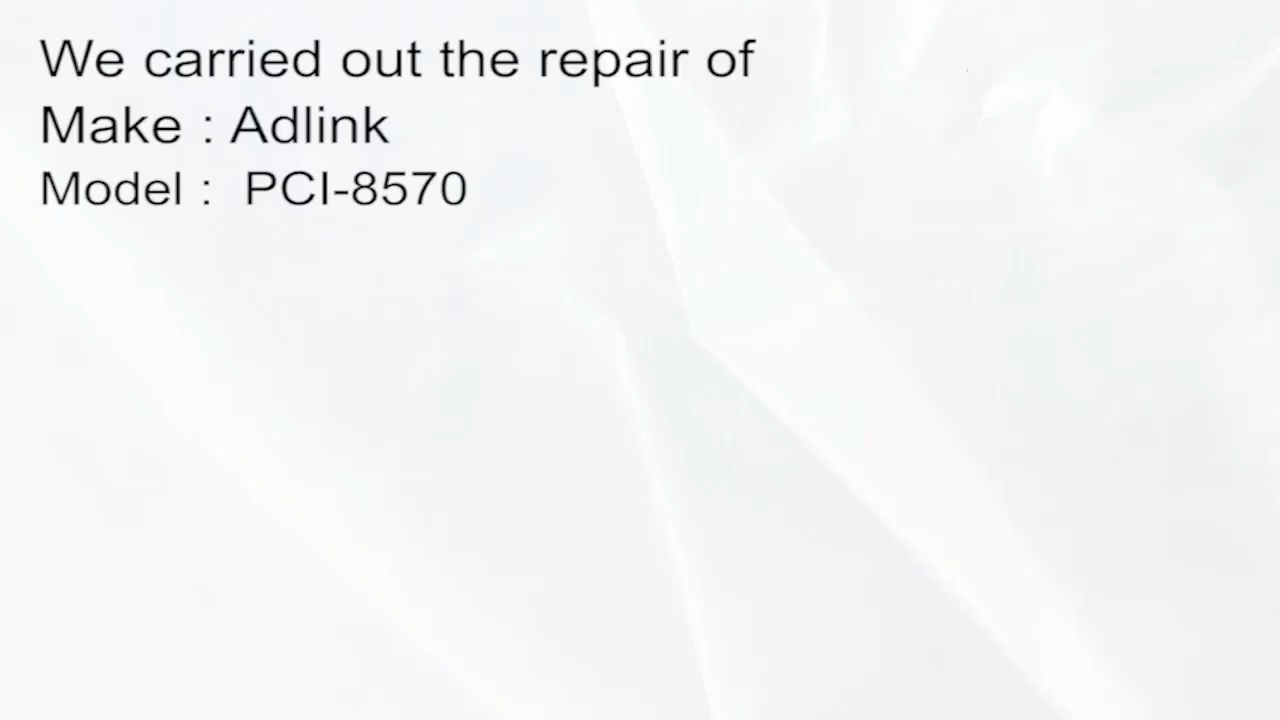 We carried out the repair of
Make : Adlink
Model :  PCI-8570